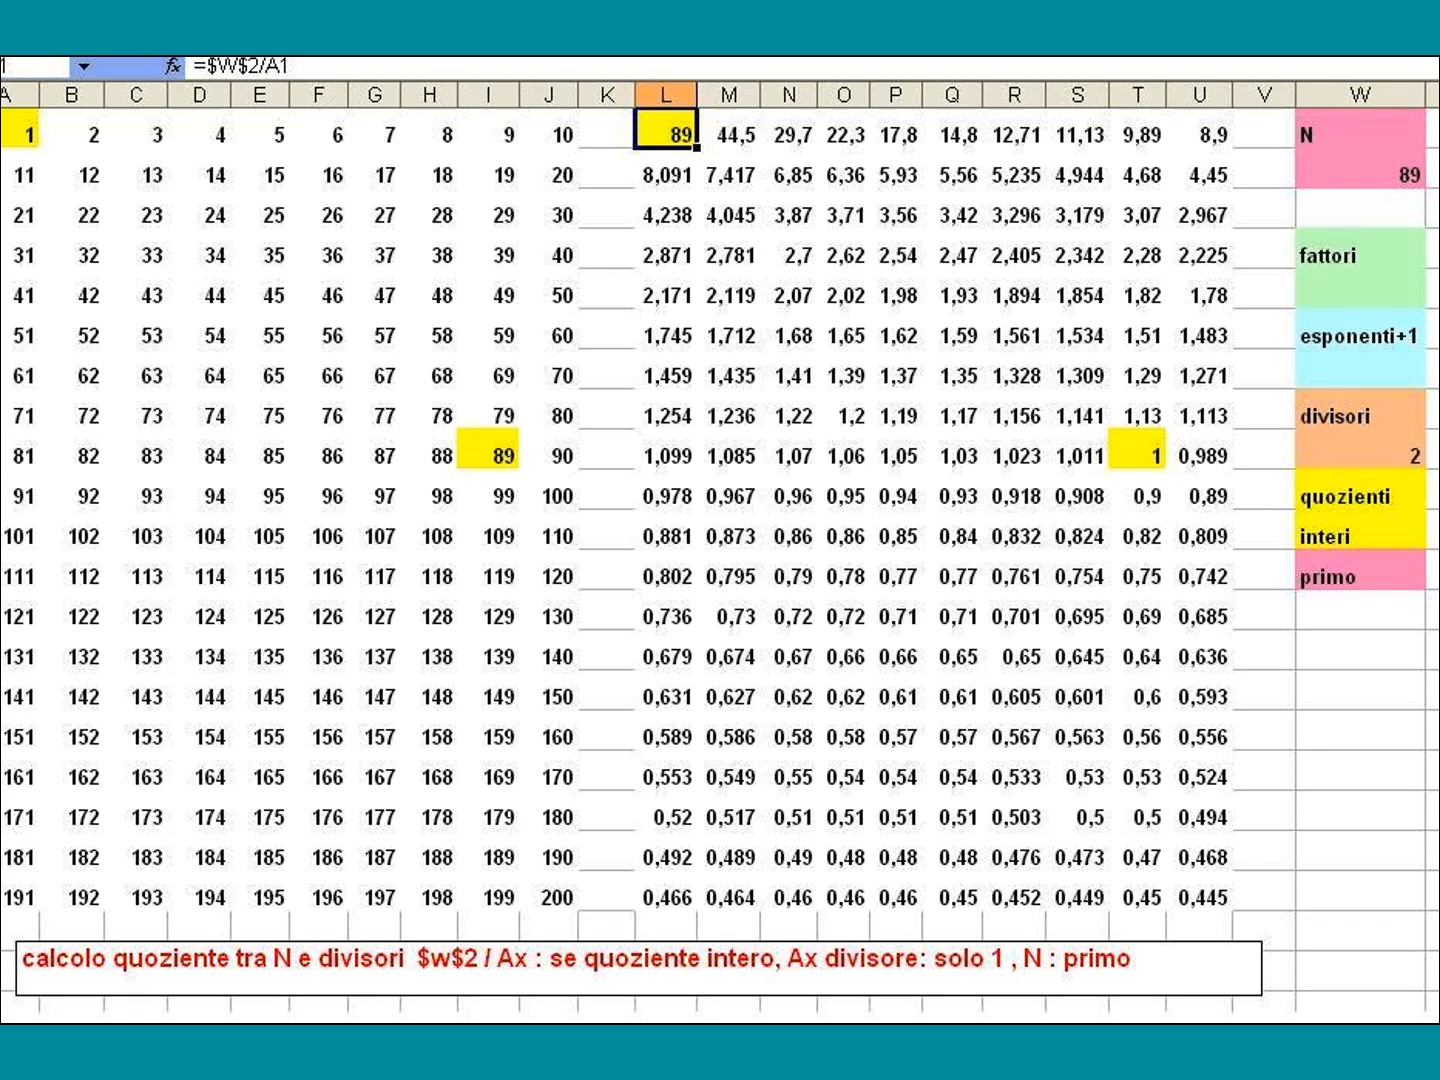 1 fx =$W$2/A1
A B C D E F G H I J K L M N O P Q R S T U V W
1 2 3 4 5 6 7 8 9 10 89 44,5 29,7 22,3 17,8 14,8 12,71 11,13 9,89 8,9 N
11 12 13 14 15 16 17 18 19 20 8,091 7,417 6,85 6,36 5,93 5,56 5,235 4,944 4,68 4,45 89
21 22 23 24 25 26 27 28 29 30 4,238 4,045 3,87 3,71 3,56 3,42 3,296 3,179 3,07 2,967
31 32 33 34 35 36 37 38 39 40 2,871 2,781 2,7 2,62 2,54 2,47 2,405 2,342 2,28 2,225 fattori
41 42 43 44 45 46 47 48 49 50 2,171 2,119 2,07 2,02 1,98 1,93 1,894 1,854 1,82 1,78
51 52 53 54 55 56 57 58 59 60 1,745 1,712 1,68 1,65 1,62 1,59 1,561 1,534 1,51 1,483 esponenti+1
61 62 63 64 65 66 67 68 69 70 1,459 1,435 1,41 1,39 1,37 1,35 1,328 1,309 1,29 1,271
71 72 73 74 75 76 77 78 79 80 1,254 1,236 1,22 1,2 1,19 1,17 1,156 1,141 1,13 1,113 divisori
81 82 83 84 85 86 87 88 89 90 1,099 1,085 1,07 1,06 1,05 1,03 1,023 1,011 1 0,989 2
91 92 93 94 95 96 97 98 99 100 0,978 0,967 0,96 0,95 0,94 0,93 0,918 0,908 0,9 0,89 quozienti
101 102 103 104 105 106 107 108 109 110 0,881 0,873 0,86 0,86 0,85 0,84 0,832 0,824 0,82 0,809 interi
111 112 113 114 115 116 117 118 119 120 0,802 0,795 0,79 0,78 0,77 0,77 0,761 0,754 0,75 0,742 primo
121 122 123 124 125 126 127 128 129 130 0,736 0,73 0,72 0,72 0,71 0,71 0,701 0,695 0,69 0,685
131 132 133 134 135 136 137 138 139 140 0,679 0,674 0,67 0,66 0,66 0,65 0,65 0,645 0,64 0,636
141 142 143 144 145 146 147 148 149 150 0,631 0,627 0,62 0,62 0,61 0,61 0,605 0,601 0,6 0,593
151 152 153 154 155 156 157 158 159 160 0,589 0,586 0,58 0,58 0,57 0,57 0,567 0,563 0,56 0,556
161 162 163 164 165 166 167 168 169 170 0,553 0,549 0,55 0,54 0,54 0,54 0,533 0,53 0,53 0,524
171 172 173 174 175 176 177 178 179 180 0,52 0,517 0,51 0,51 0,51 0,51 0,503 0,5 0,5 0,494
181 182 183 184 185 186 187 188 189 190 0,492 0,489 0,49 0,48 0,48 0,48 0,476 0,473 0,47 0,468
191 192 193 194 195 196 197 198 199 200 0,466 0,464 0,46 0,46 0,46 0,45 0,452 0,449 0,45 0,445
calcolo quoziente tra N e divisori $w$2 / Ax : se quoziente intero, Ax divisore: solo 1 , N : primo